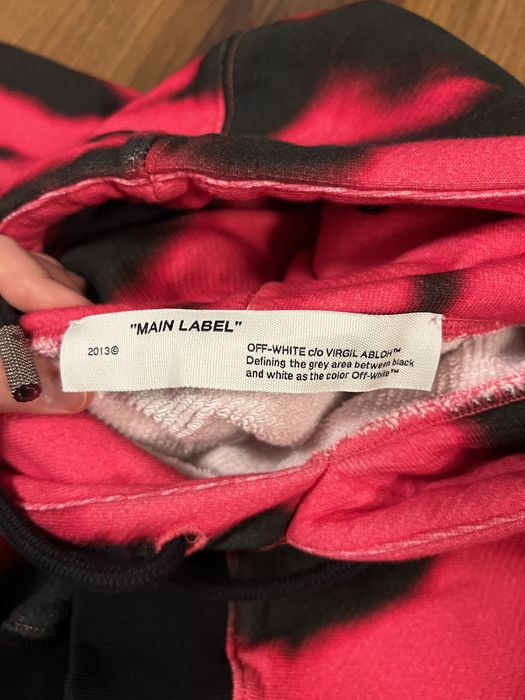 "MAIN LABEL"
2013©
OFF-WHITE c/o VIRGIL ABLOH™
Defining the grey area between black
and white as the color Off-White™